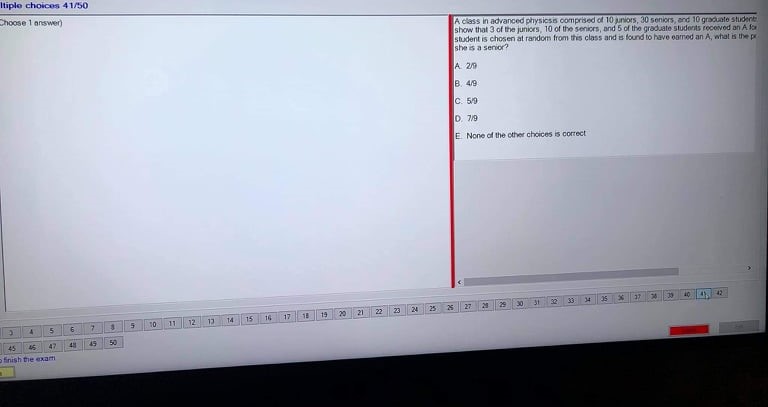 ltiple choices 41/50
Choose 1 answer)
A class in advanced physicsis comprised of 10 juniors, 30 seniors, and 10 graduate student
show that 3 of the juniors, 10 of the seniors, and 5 of the graduate students received an A fo
student is chosen at random from this class and is found to have earned an A, what is the p
she is a senior?
A. 2/9
B. 4/9
C. 5/9
D. 7/9
E. None of the other choices is correct
3 4 5 6 7 8 9 10 11 12 13 14 15 16 17 18 19 20 21 22 23 24 25 26 27 28 29 30 31 32 33 34 35 36 37 38 39 40 41 42
45 46 47 48 49 50
finish the exam